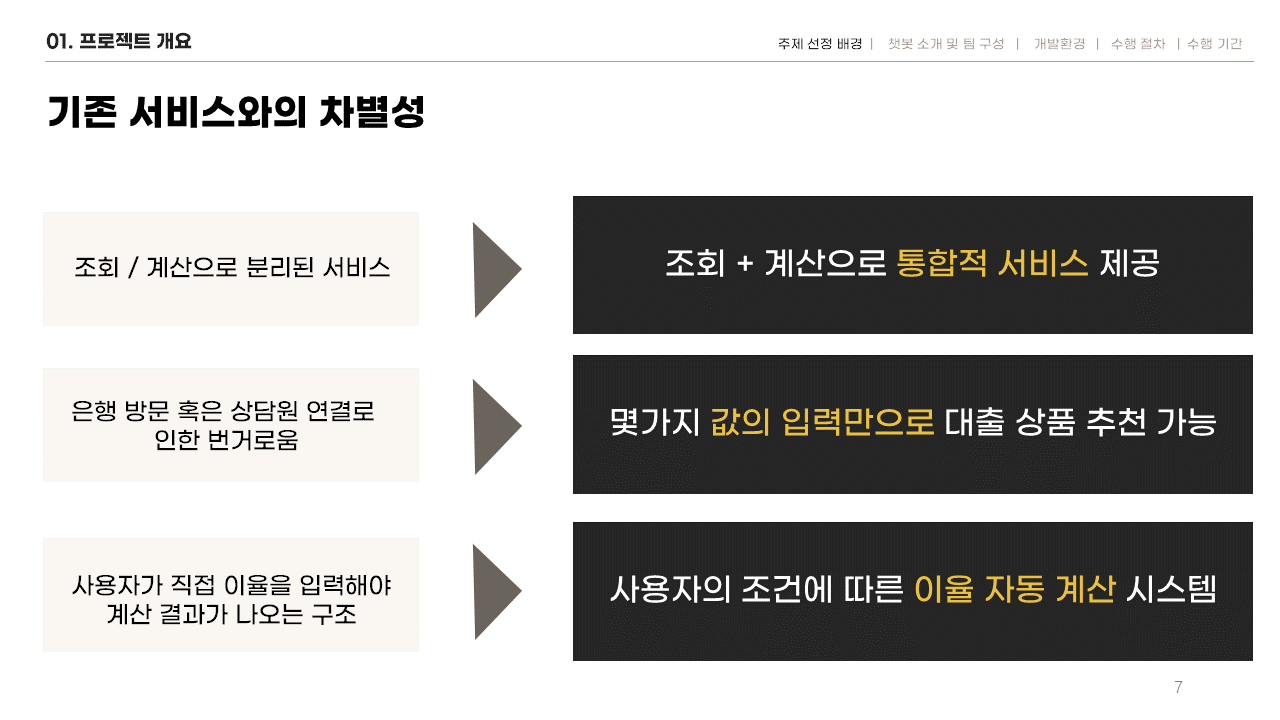 01. 프로젝트 개요
주제 선정 배경 | 챗봇 소개 및 팀 구성 | 개발환경 | 수행 절차 | 수행 기간
기존 서비스와의 차별성
조회 / 계산으로 분리된 서비스
조회 + 계산으로 통합적 서비스 제공
은행 방문 혹은 상담원 연결로
인한 번거로움
몇가지 값의 입력만으로 대출 상품 추천 가능
사용자가 직접 이율을 입력해야
계산 결과가 나오는 구조
사용자의 조건에 따른 이율 자동 계산 시스템
7